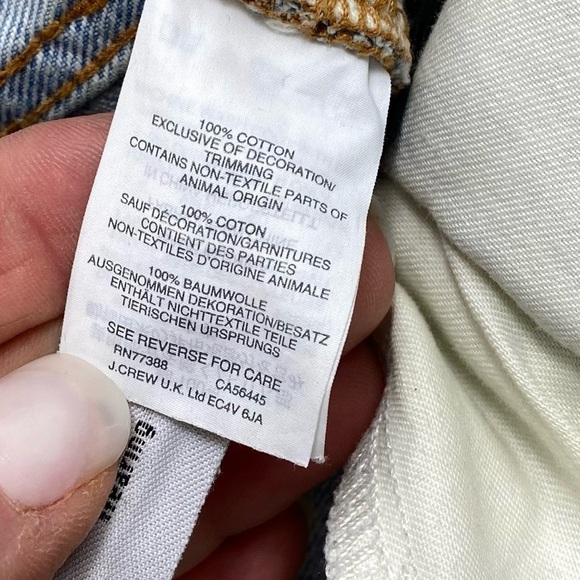 100% COTTON
EXCLUSIVE OF DECORATION/
TRIMMING
CONTAINS NON-TEXTILE PARTS OF
ANIMAL ORIGIN
100% COTON
SAUF DÉCORATION/GARNITURES
CONTIENT DES PARTIES
NON-TEXTILES D'ORIGINE ANIMALE
100% BAUMWOLLE
AUSGENOMMEN DEKORATION/BESATZ
ENTHÄLT NICHTTEXTILE TEILE
TIERISCHEN URSPRUNGS
SEE REVERSE FOR CARE
RN77388 CA56445
J.CREW U.K. Ltd EC4V 6JA